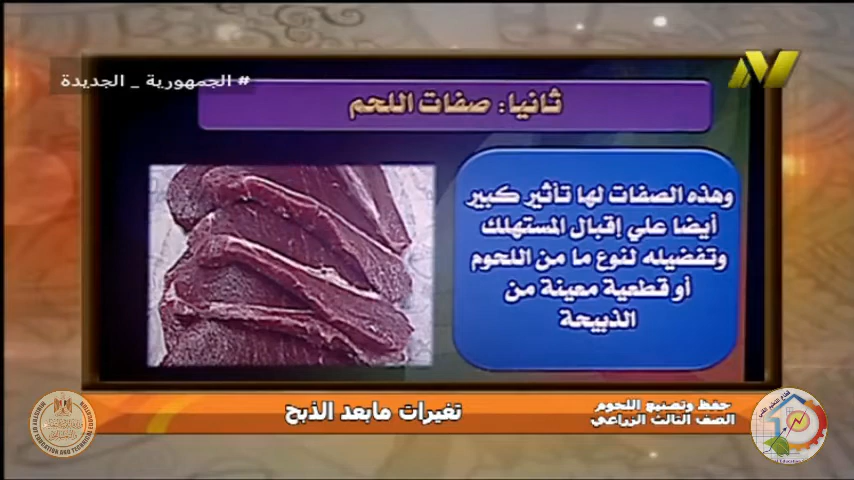 # الجمهورية _ الجديدة
ثانيا: صفات اللحم
وهذه الصفات لها تأثير كبير
أيضا علي إقبال المستهلك
وتفضيله لنوع ما من اللحوم
أو قطعية معينة من
الذبيحة
حفظ وتصنيع اللحوم
الصف الثالث الزراعي
تغيرات مابعد الذبح